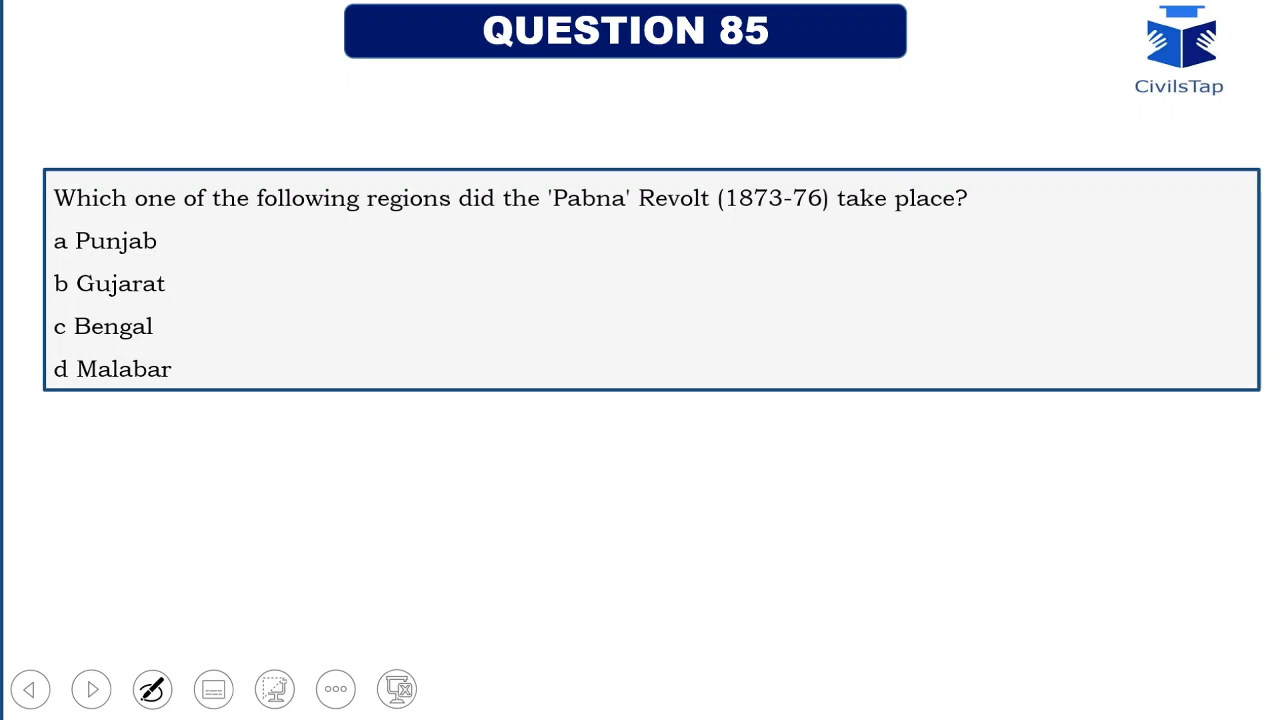 QUESTION 85
CivilsTap
Which one of the following regions did the 'Pabna' Revolt (1873-76) take place?
a Punjab
b Gujarat
c Bengal
d Malabar